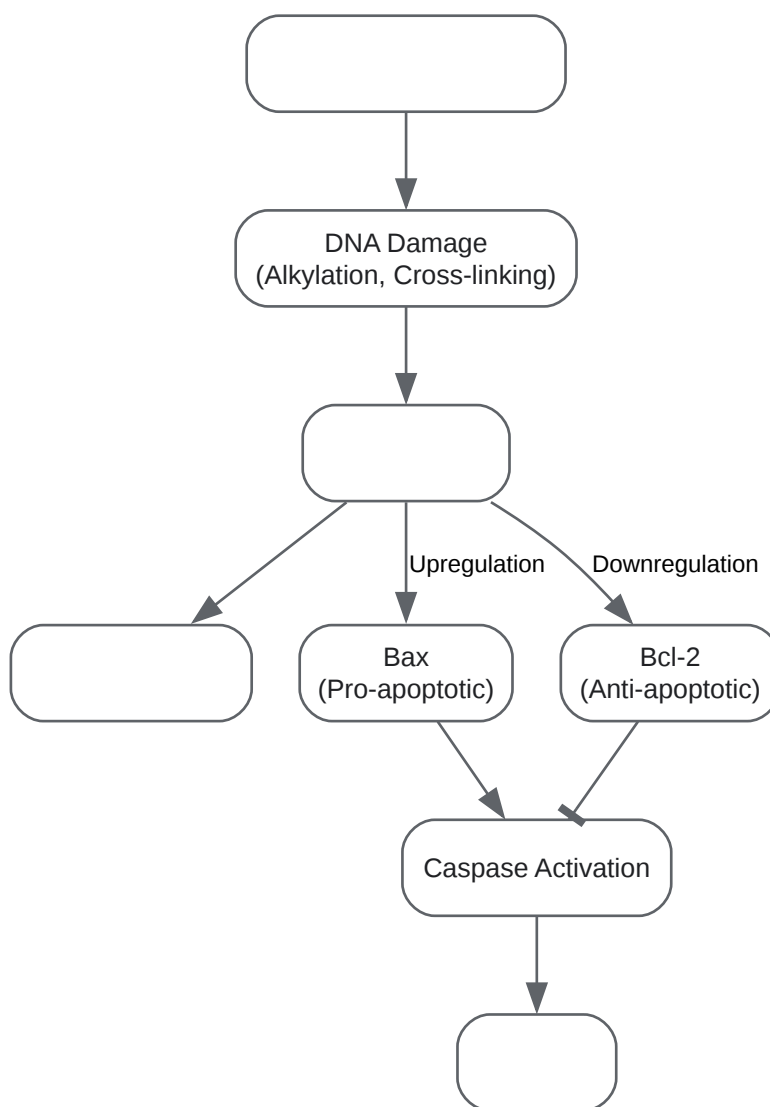 DNA Damage
(Alkylation, Cross-linking)
Upregulation
Downregulation
Bax
(Pro-apoptotic)
Bcl-2
(Anti-apoptotic)
Caspase Activation